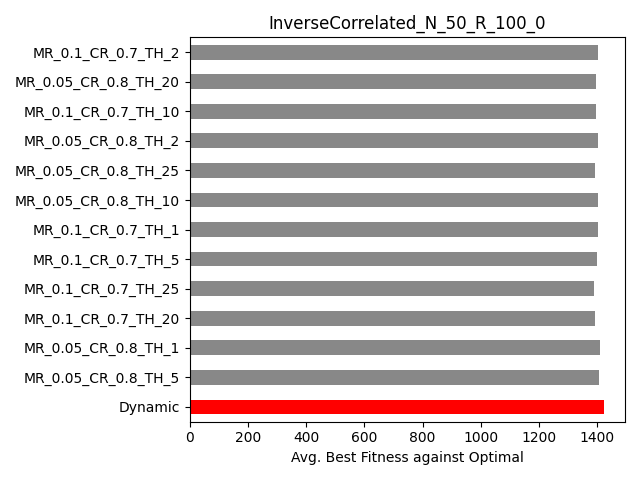 InverseCorrelated_N_50_R_100_0
MR_0.1_CR_0.7_TH_2
MR_0.05_CR_0.8_TH_20
MR_0.1_CR_0.7_TH_10
MR_0.05_CR_0.8_TH_2
MR_0.05_CR_0.8_TH_25
MR_0.05_CR_0.8_TH_10
MR_0.1_CR_0.7_TH_1
MR_0.1_CR_0.7_TH_5
MR_0.1_CR_0.7_TH_25
MR_0.1_CR_0.7_TH_20
MR_0.05_CR_0.8_TH_1
MR_0.05_CR_0.8_TH_5
Dynamic
0 200 400 600 800 1000 1200 1400
Avg. Best Fitness against Optimal